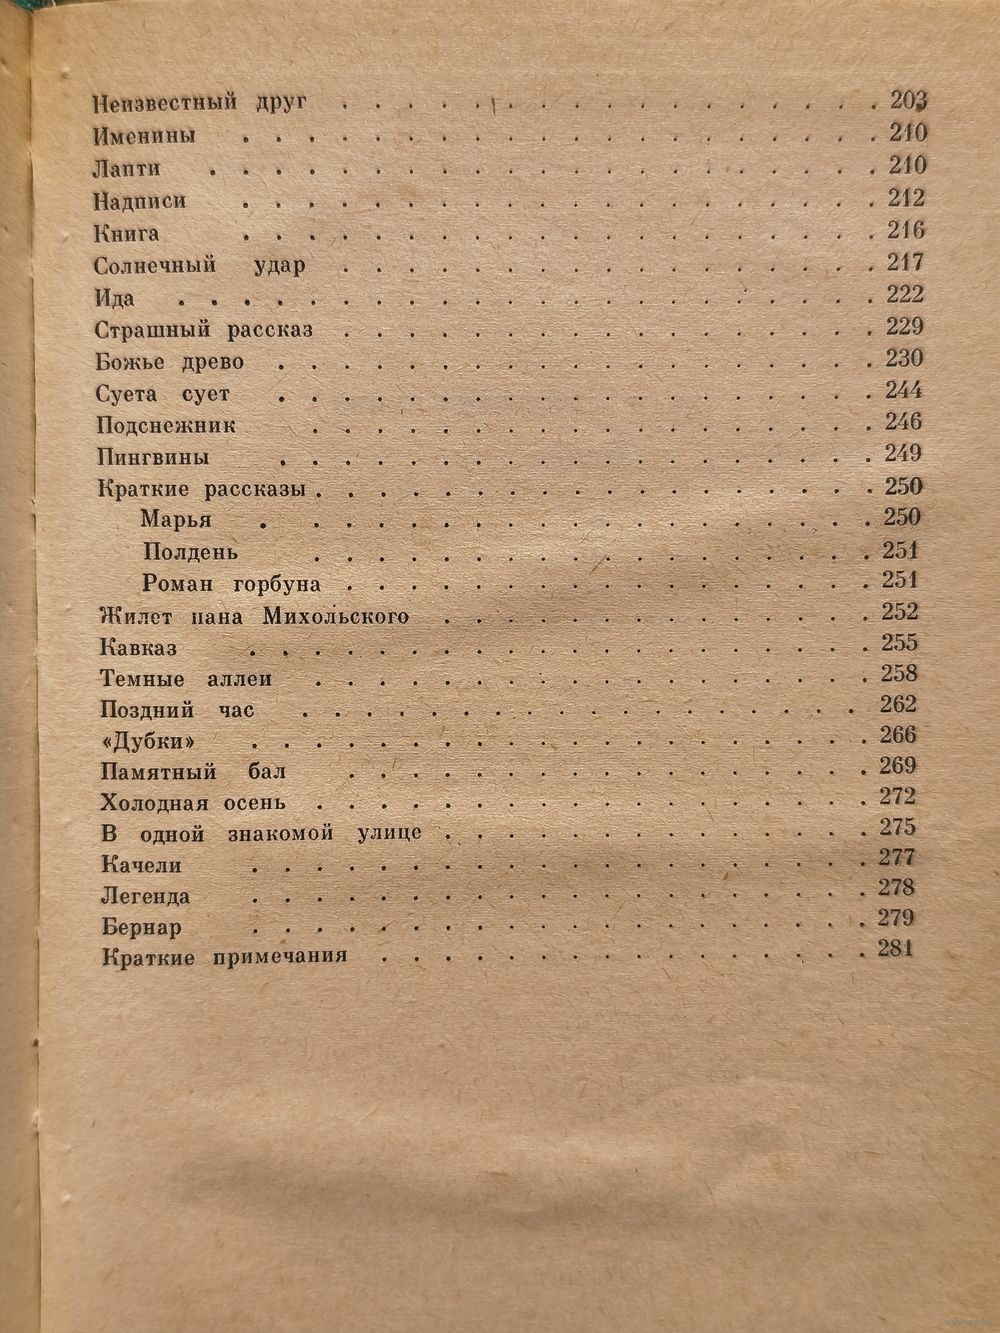 Неизвестный друг . . . . . . . . . . . . . . . . . 203
Именины . . . . . . . . . . . . . . . . . . . . 210
Лапти . . . . . . . . . . . . . . . . . . . . . 210
Надписи . . . . . . . . . . . . . . . . . . . . 212
Книга . . . . . . . . . . . . . . . . . . . . 216
Солнечный удар . . . . . . . . . . . . . . . . . 217
Ида . . . . . . . . . . . . . . . . . . . . . . 222
Страшный рассказ . . . . . . . . . . . . . . . . . 229
Божье древо . . . . . . . . . . . . . . . . . . . 230
Суета сует . . . . . . . . . . . . . . . . . . . 244
Подснежник . . . . . . . . . . . . . . . . . . 246
Пингвины . . . . . . . . . . . . . . . . . . . 249
Краткие рассказы . . . . . . . . . . . . . . . . . . 250
Марья . . . . . . . . . . . . . . . . . . . 250
Полдень . . . . . . . . . . . . . . . . . . 251
Роман горбуна . . . . . . . . . . . . . . . . . 251
Жилет пана Михольского . . . . . . . . . . . . . . 252
Кавказ . . . . . . . . . . . . . . . . . . . . 255
Темные аллеи . . . . . . . . . . . . . . . . . . 258
Поздний час . . . . . . . . . . . . . . . . . . 262
«Дубки» . . . . . . . . . . . . . . . . . . . . 266
Памятный бал . . . . . . . . . . . . . . . . . 269
Холодная осень . . . . . . . . . . . . . . . . . . 272
В одной знакомой улице . . . . . . . . . . . . . . 275
Качели . . . . . . . . . . . . . . . . . . . . 277
Легенда . . . . . . . . . . . . . . . . . . . . 278
Бернар . . . . . . . . . . . . . . . . . . . . 279
Краткие примечания . . . . . . . . . . . . . . . . 281